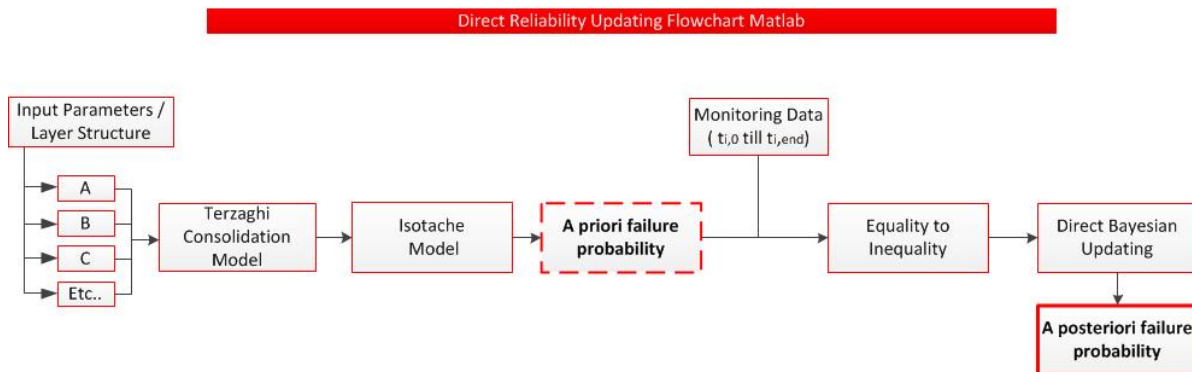 Direct Reliability Updating Flowchart Matlab
Input Parameters /
Layer Structure
A
B
C
Etc..
Terzaghi
Consolidation
Model
Isotache
Model
A priori failure
probability
Monitoring Data
( ti,0 till ti,end)
Equality to
Inequality
Direct Bayesian
Updating
A posteriori failure
probability